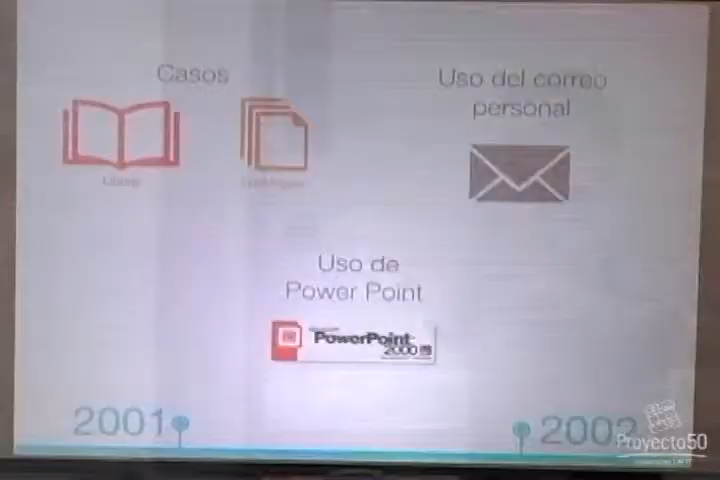 Casos
Uso del correo
personal
Uso de
Power Point
PowerPoint
2000
2001
2002
Proyecto50